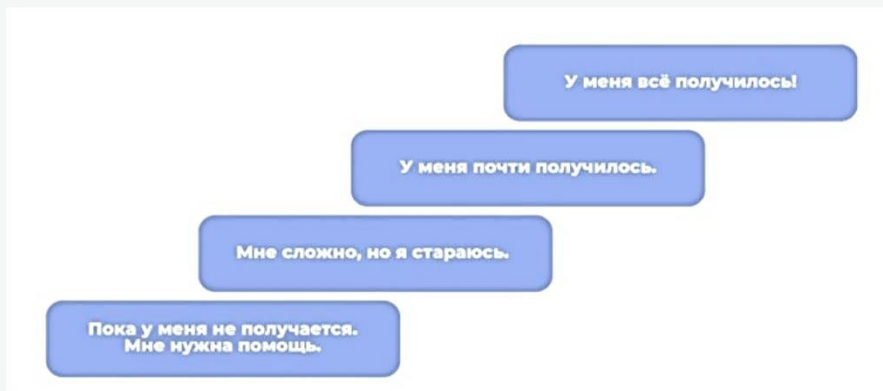 У меня всё получилось!
У меня почти получилось.
Мне сложно, но я стараюсь.
Пока у меня не получается.
Мне нужна помощь.